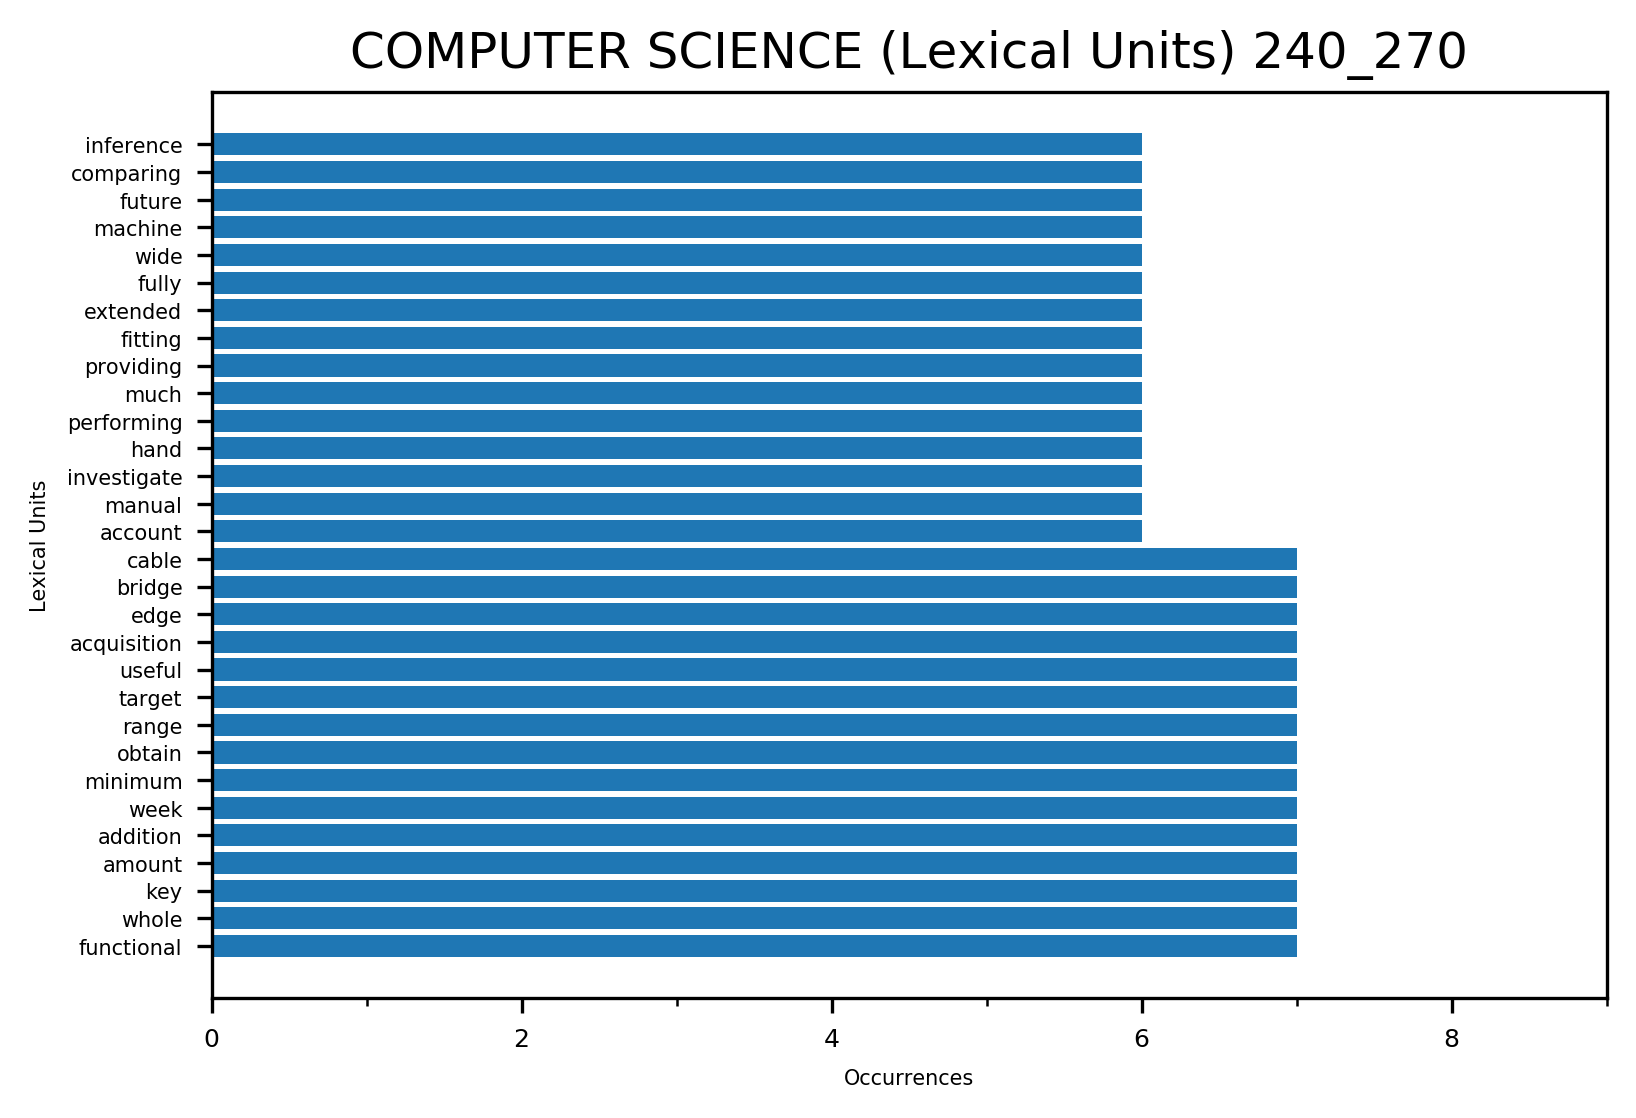 COMPUTER SCIENCE (Lexical Units) 240_270
inference
comparing
future
machine
wide
fully
extended
fitting
providing
much
performing
hand
investigate
manual
account
cable
bridge
edge
acquisition
useful
target
range
obtain
minimum
week
addition
amount
key
whole
functional
Lexical Units
0 2 4 6 8
Occurrences